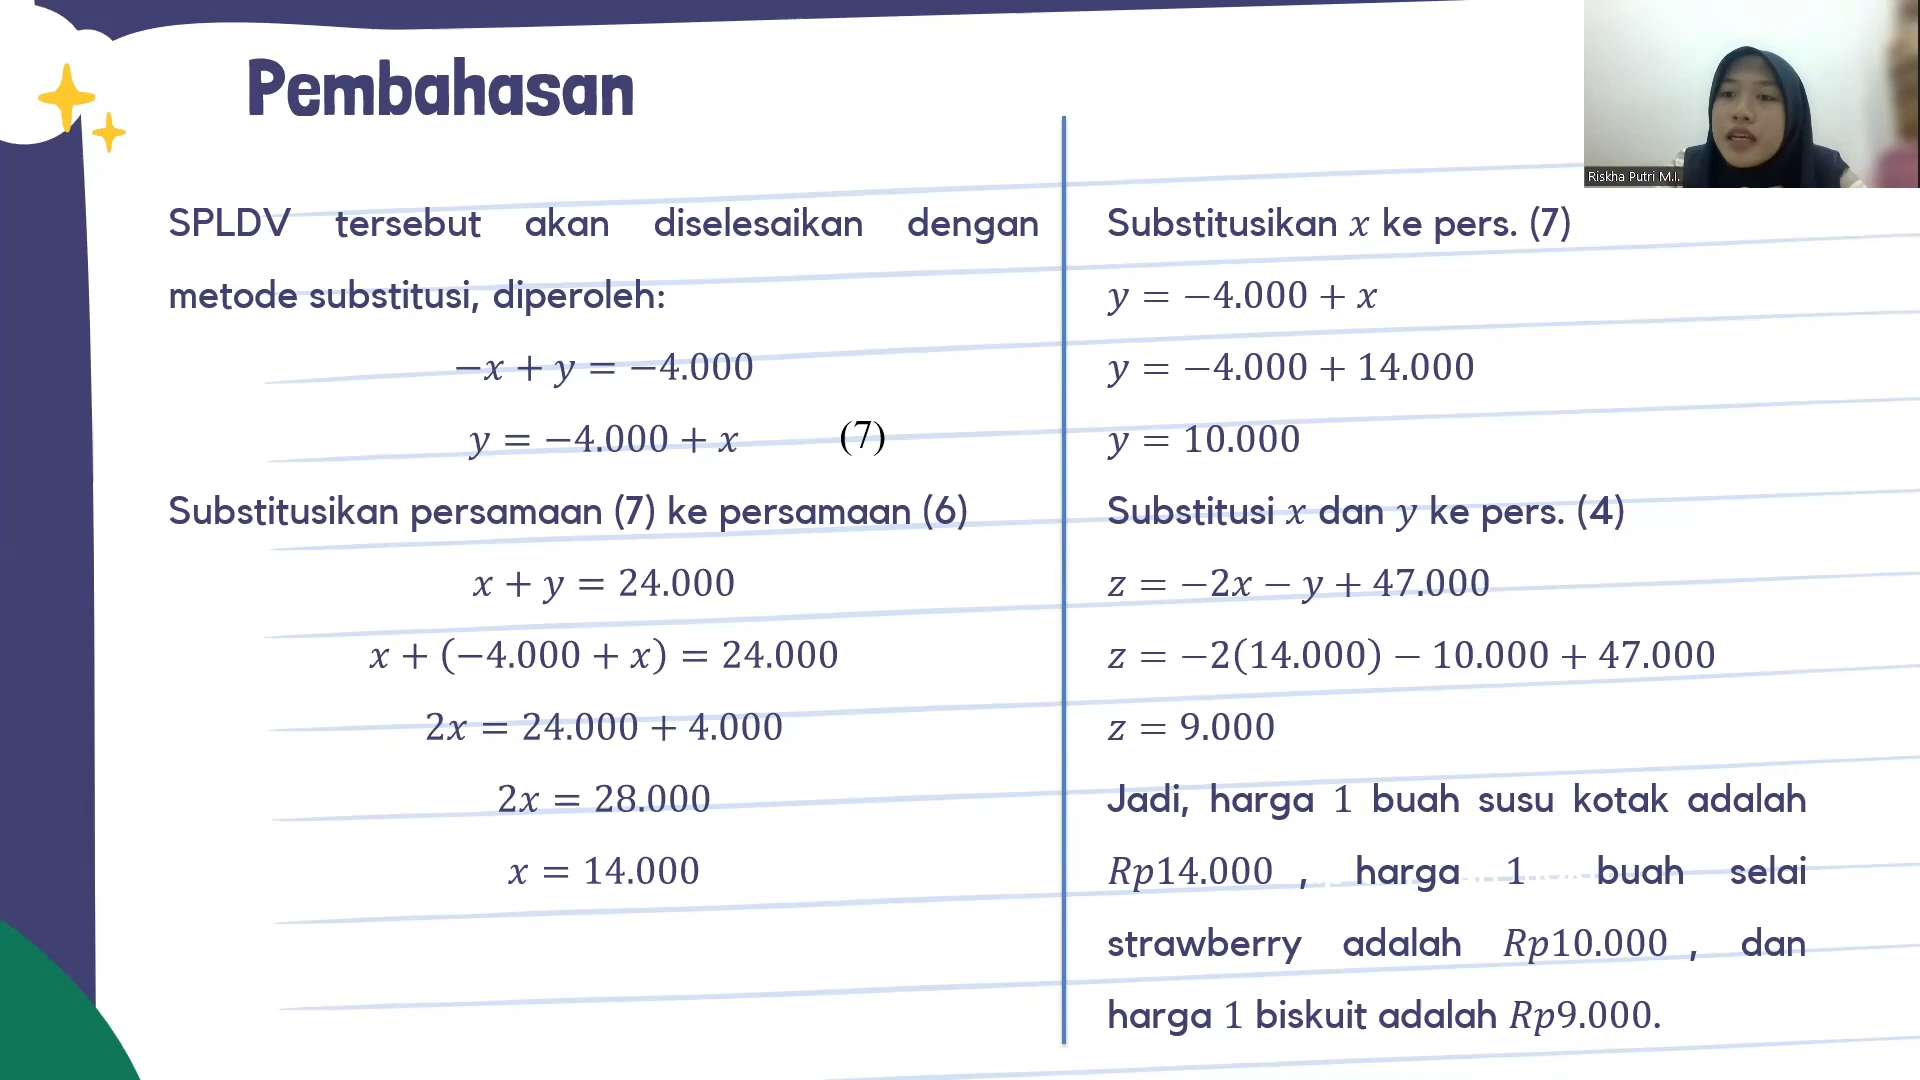 Pembahasan
Riskha Putri M.I.
SPLDV tersebut akan diselesaikan dengan
metode substitusi, diperoleh:
−x + y = −4.000
y = −4.000 + x (7)
Substitusikan persamaan (7) ke persamaan (6)
x + y = 24.000
x + (−4.000 + x) = 24.000
2x = 24.000 + 4.000
2x = 28.000
x = 14.000
Substitusikan x ke pers. (7)
y = −4.000 + x
y = −4.000 + 14.000
y = 10.000
Substitusi x dan y ke pers. (4)
z = −2x − y + 47.000
z = −2(14.000) − 10.000 + 47.000
z = 9.000
Jadi, harga 1 buah susu kotak adalah
Rp14.000 , harga 1 buah selai
strawberry adalah Rp10.000 , dan
harga 1 biskuit adalah Rp9.000.